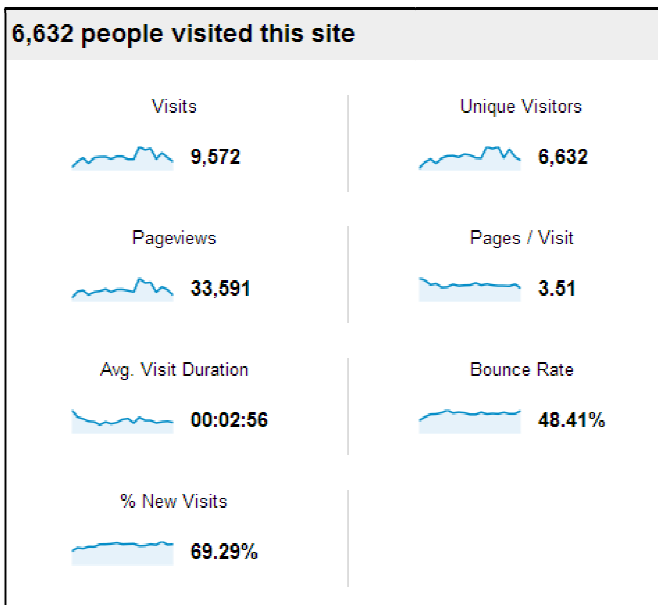 6,632 people visited this site
Visits
9,572
Unique Visitors
6,632
Pageviews
33,591
Pages / Visit
3.51
Avg. Visit Duration
00:02:56
Bounce Rate
48.41%
% New Visits
69.29%